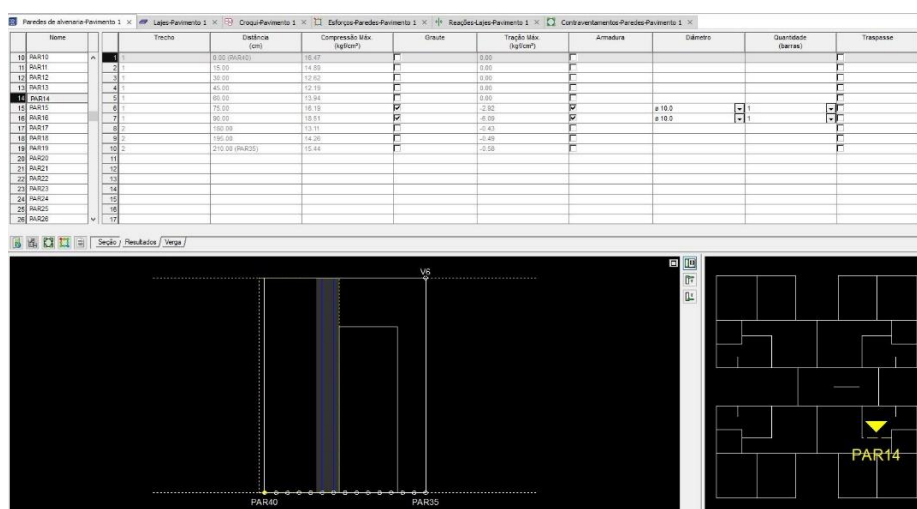 Paredes de alvenaria-Pavimento 1 × Lajes-Pavimento 1 × Croqui-Pavimento 1 × Esforços-Paredes-Pavimento 1 × Reações-Lajes-Pavimento 1 × Contraventamentos-Paredes-Pavimento 1 ×
Nome Trecho Distância (cm) Compressão Máx. (kgf/cm²) Graute Tração Máx. (kgf/cm²) Armadura Diâmetro Quantidade (barras) Traspasse
10 PAR10 1 1 0.00 (PAR40) 16.47 0.00
11 PAR11 2 1 15.00 14.89 0.00
12 PAR12 3 1 30.00 12.62 0.00
13 PAR13 4 1 45.00 12.19 0.00
14 PAR14 5 1 60.00 13.94 0.00
15 PAR15 6 1 75.00 16.19 -2.92 ø 10.0 1
16 PAR16 7 1 90.00 18.51 -6.09 ø 10.0 1
17 PAR17 8 2 13.11 -0.43
18 PAR18 9 2 195.00 14.26 -0.49
19 PAR19 10 2 210.00 (PAR35) 15.44 -0.58
20 PAR20 11
21 PAR21 12
22 PAR22 13
23 PAR23 14
24 PAR24 15
25 PAR25 16
26 PAR26 17
Seção / Resultados / Verga /
V6
PAR40 PAR35
PAR14